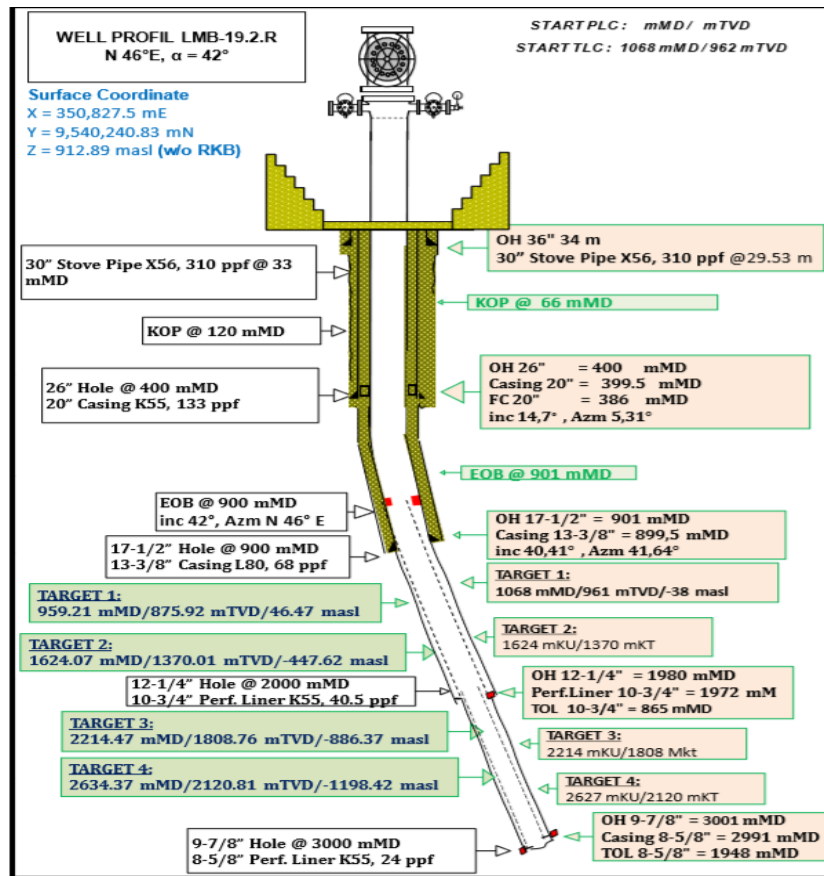 WELL PROFIL LMB-19.2.R
N 46°E, α = 42°
START PLC : mMD/ mTVD
START TLC : 1068 mMD/962 mTVD
Surface Coordinate
X = 350,827.5 mE
Y = 9,540,240.83 mN
Z = 912.89 masl (w/o RKB)
30” Stove Pipe X56, 310 ppf @ 33
mMD
KOP @ 120 mMD
26” Hole @ 400 mMD
20” Casing K55, 133 ppf
EOB @ 900 mMD
inc 42°, Azm N 46° E
17-1/2” Hole @ 900 mMD
13-3/8” Casing L80, 68 ppf
TARGET 1:
959.21 mMD/875.92 mTVD/46.47 masl
TARGET 2:
1624.07 mMD/1370.01 mTVD/-447.62 masl
12-1/4” Hole @ 2000 mMD
10-3/4” Perf. Liner K55, 40.5 ppf
TARGET 3:
2214.47 mMD/1808.76 mTVD/-886.37 masl
TARGET 4:
2634.37 mMD/2120.81 mTVD/-1198.42 masl
9-7/8” Hole @ 3000 mMD
8-5/8” Perf. Liner K55, 24 ppf
OH 36" 34 m
30” Stove Pipe X56, 310 ppf @29.53 m
KOP @ 66 mMD
OH 26" = 400 mMD
Casing 20" = 399.5 mMD
FC 20" = 386 mMD
inc 14,7° , Azm 5,31°
EOB @ 901 mMD
OH 17-1/2" = 901 mMD
Casing 13-3/8" = 899,5 mMD
inc 40,41° , Azm 41,64°
TARGET 1:
1068 mMD/961 mTVD/-38 masl
TARGET 2:
1624 mKU/1370 mKT
OH 12-1/4" = 1980 mMD
Perf.Liner 10-3/4" = 1972 mM
TOL 10-3/4" = 865 mMD
TARGET 3:
2214 mKU/1808 Mkt
TARGET 4:
2627 mKU/2120 mKT
OH 9-7/8" = 3001 mMD
Casing 8-5/8" = 2991 mMD
TOL 8-5/8" = 1948 mMD